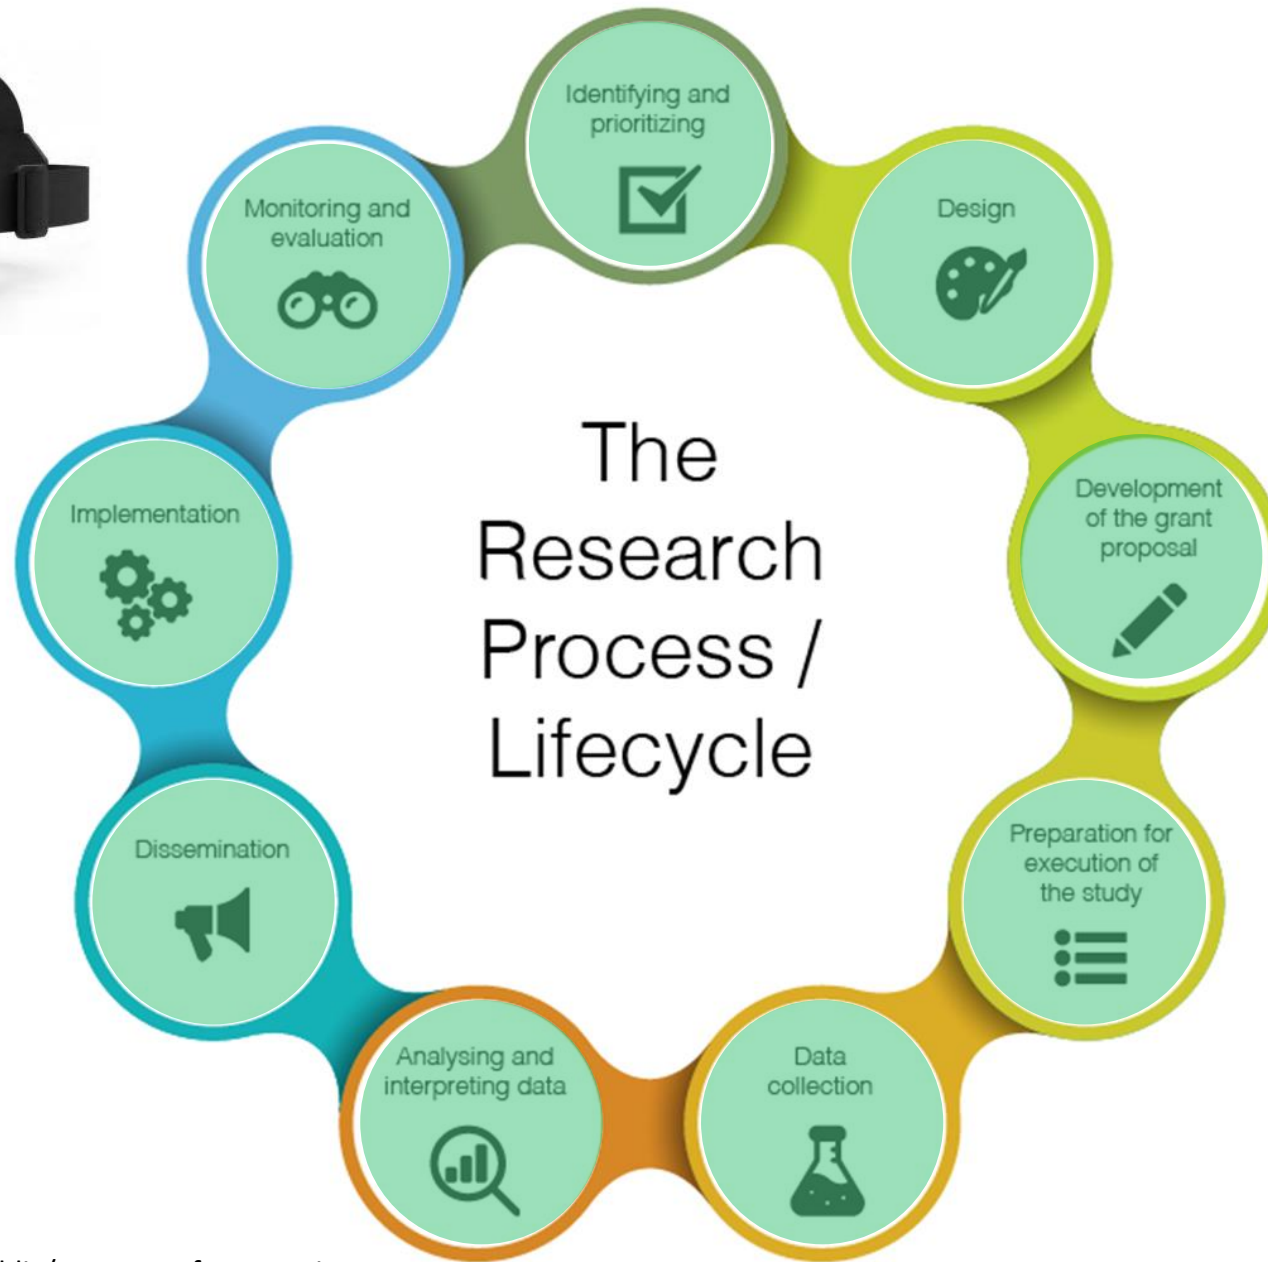 Identifying and
prioritizing
Design
Development
of the grant
proposal
Preparation for
execution of
the study
Data
collection
Analysing and
interpreting data
Dissemination
Implementation
Monitoring and
evaluation
The
Research
Process /
Lifecycle